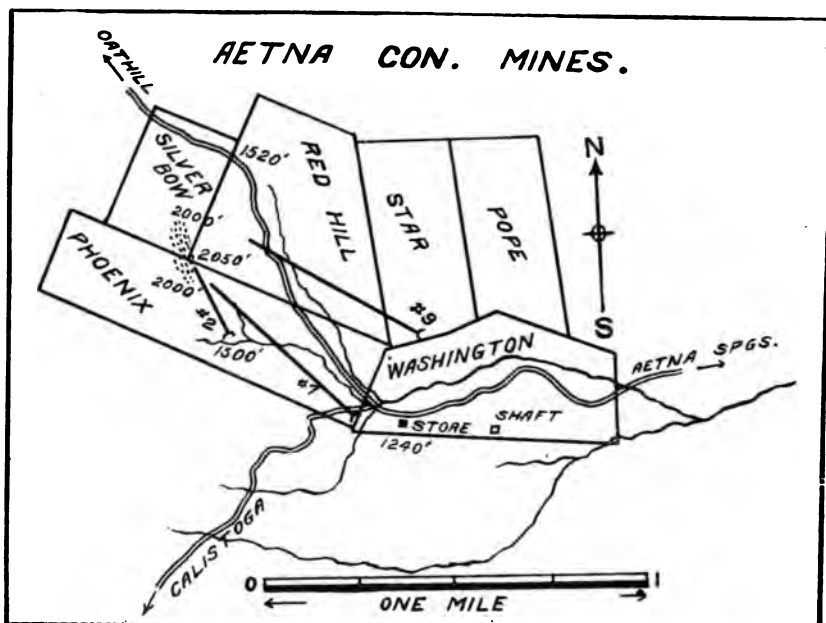 AETNA CON. MINES.
OATHILL
SILVER BOW
1520'
RED HILL
STAR
POPE
N
S
2000'
2050'
2000'
PHOENIX
#2
1500'
#9
#7
WASHINGTON
AETNA SPGS.
STORE
SHAFT
1240'
CALISTOGA
0
1
ONE MILE